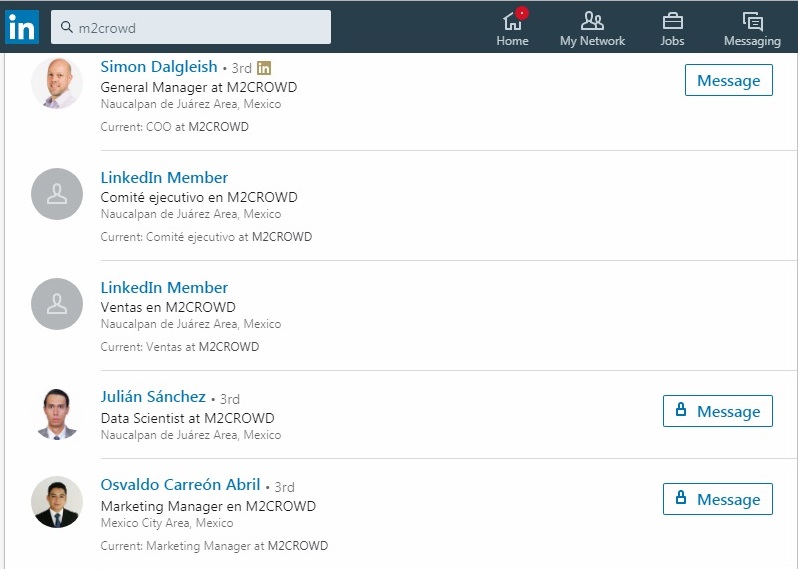 in m2crowd Home My Network Jobs Messaging
Simon Dalgleish • 3rd in
General Manager at M2CROWD
Naucalpan de Juárez Area, Mexico
Current: COO at M2CROWD
Message
LinkedIn Member
Comité ejecutivo en M2CROWD
Naucalpan de Juárez Area, Mexico
Current: Comité ejecutivo at M2CROWD
LinkedIn Member
Ventas en M2CROWD
Naucalpan de Juárez Area, Mexico
Current: Ventas at M2CROWD
Julián Sánchez • 3rd
Data Scientist at M2CROWD
Naucalpan de Juárez Area, Mexico
Message
Osvaldo Carreón Abril • 3rd
Marketing Manager en M2CROWD
Mexico City Area, Mexico
Current: Marketing Manager at M2CROWD
Message